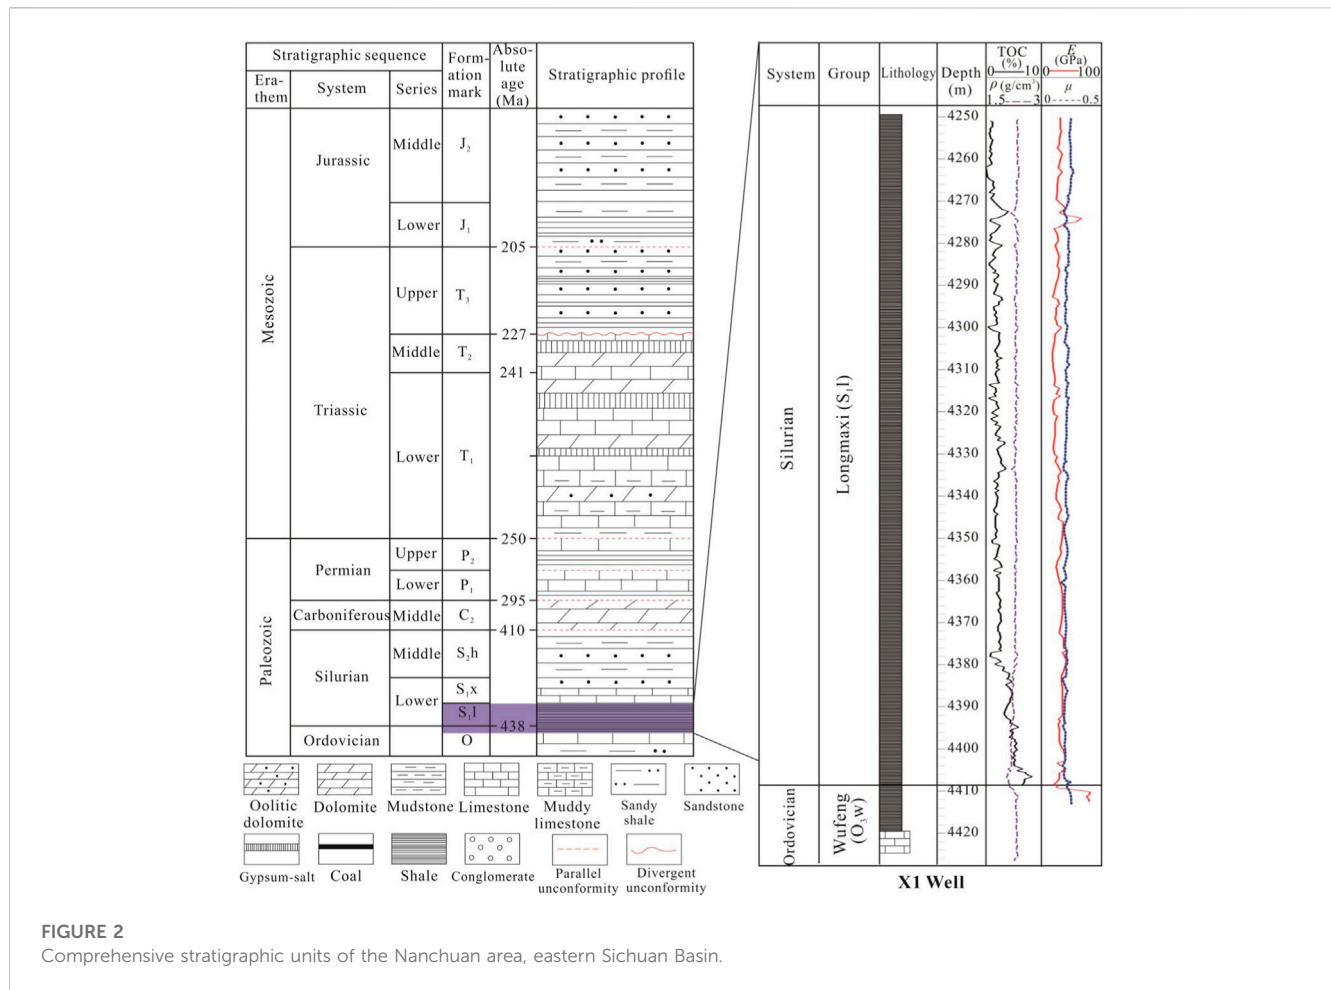 Stratigraphic sequence
Era-
them
System
Series
Form-
ation
mark
Abso-
lute
age
(Ma)
Stratigraphic profile
Mesozoic
Jurassic
Middle
J₂
Lower
J₁
205
Triassic
Upper
T₃
227
Middle
T₂
241
Lower
T₁
250
Paleozoic
Permian
Upper
P₂
Lower
P₁
295
Carboniferous
Middle
C₂
410
Silurian
Middle
S₂h
Lower
S₁x
S₁l
438
Ordovician
O
Oolitic
dolomite
Dolomite
Mudstone
Limestone
Muddy
limestone
Sandy
shale
Sandstone
Gypsum-salt
Coal
Shale
Conglomerate
Parallel
unconformity
Divergent
unconformity
System
Group
Lithology
Depth
(m)
TOC
(%)
0 10
ρ (g/cm³)
1.5 3
E
(GPa)
0 100
μ
0 0.5
Silurian
Longmaxi (S₁l)
Ordovician
Wufeng
(O₃w)
4250
4260
4270
4280
4290
4300
4310
4320
4330
4340
4350
4360
4370
4380
4390
4400
4410
4420
X1 Well
FIGURE 2
Comprehensive stratigraphic units of the Nanchuan area, eastern Sichuan Basin.